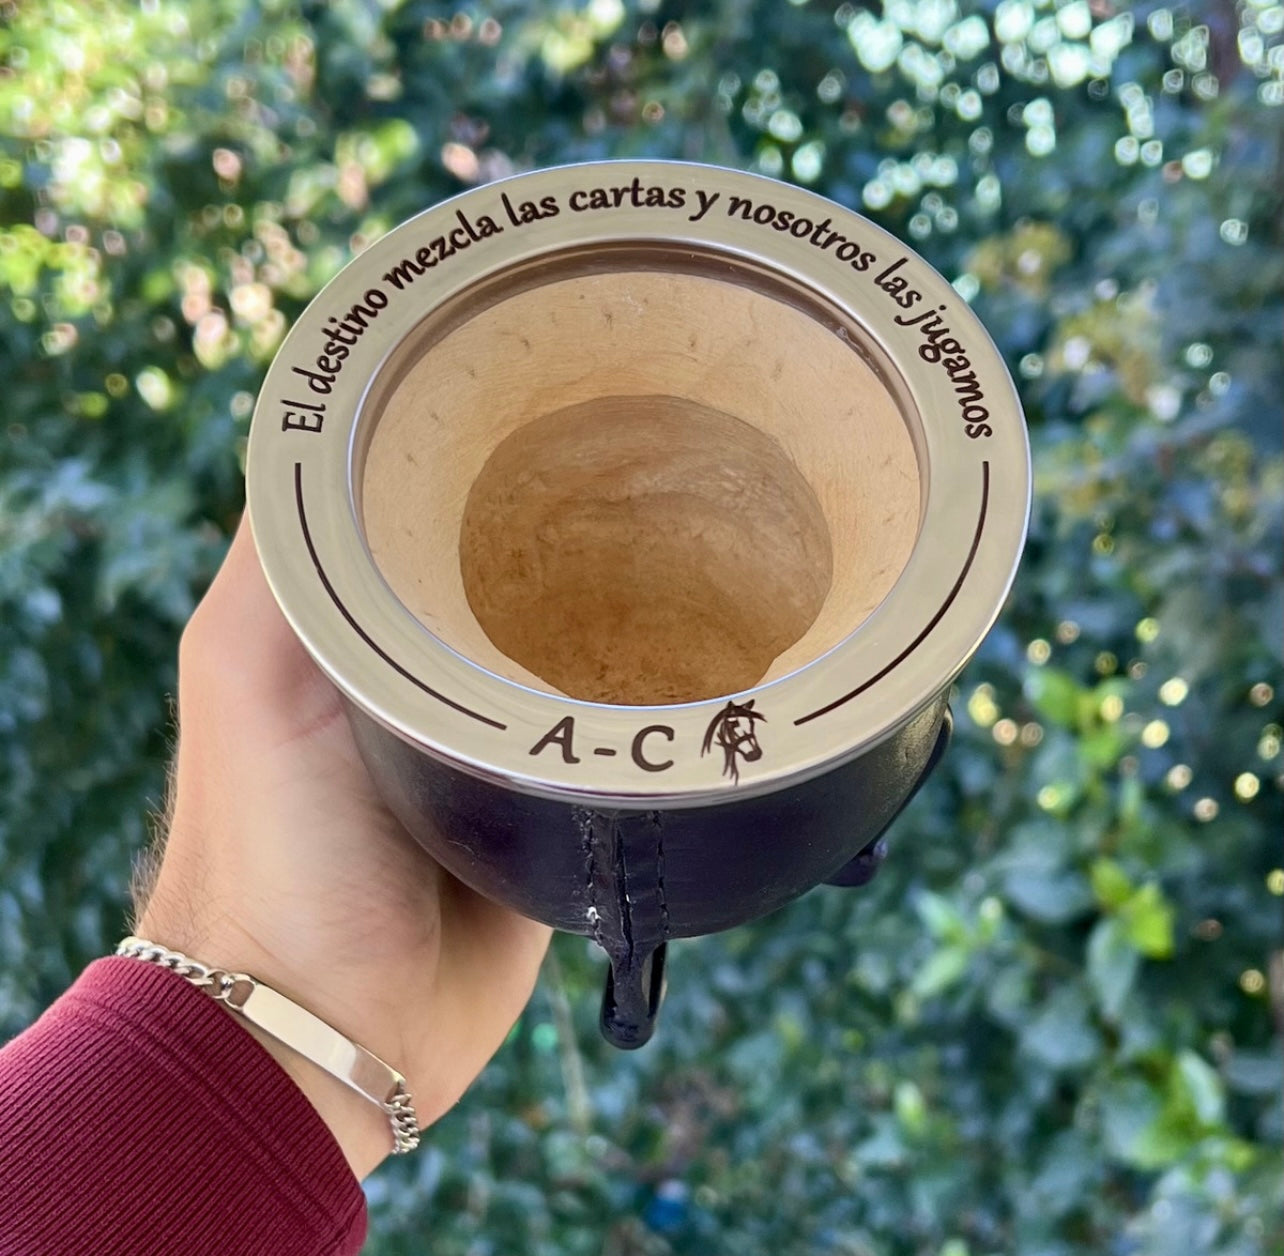 El destino mezcla las cartas y nosotros las jugamos
A-C